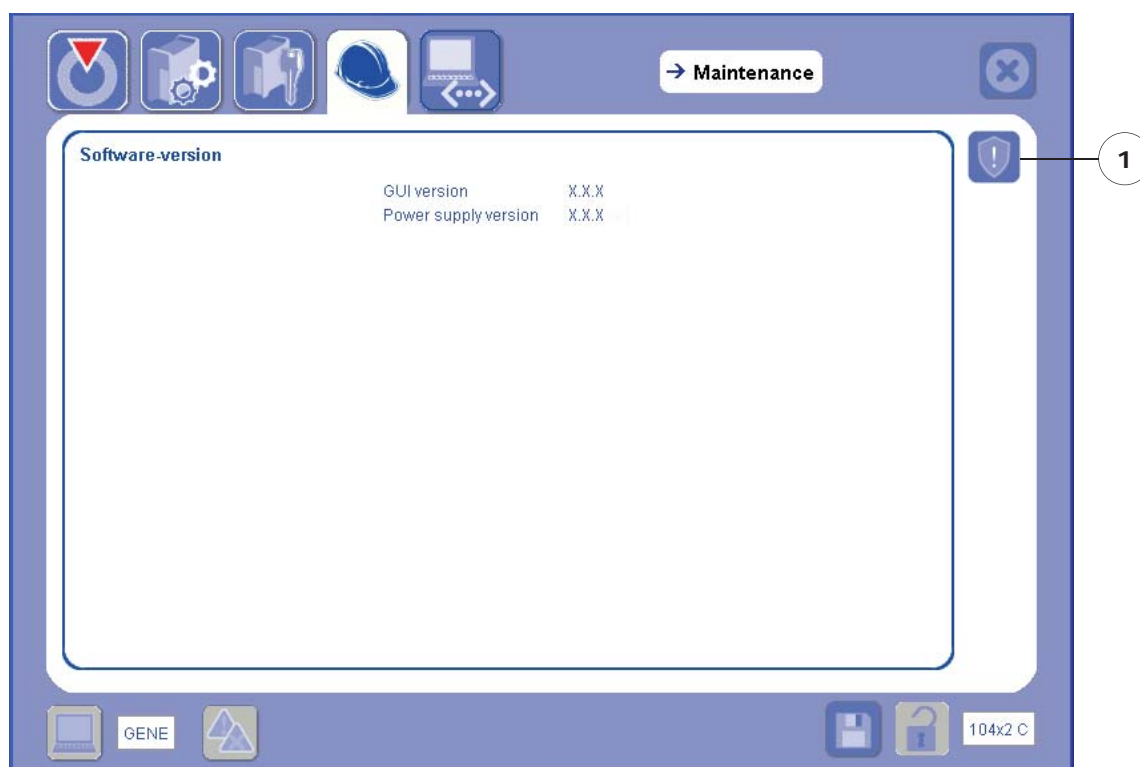 → Maintenance
Software-version
1
GUI version X.X.X
Power supply version X.X.X
GENE
104x2 C